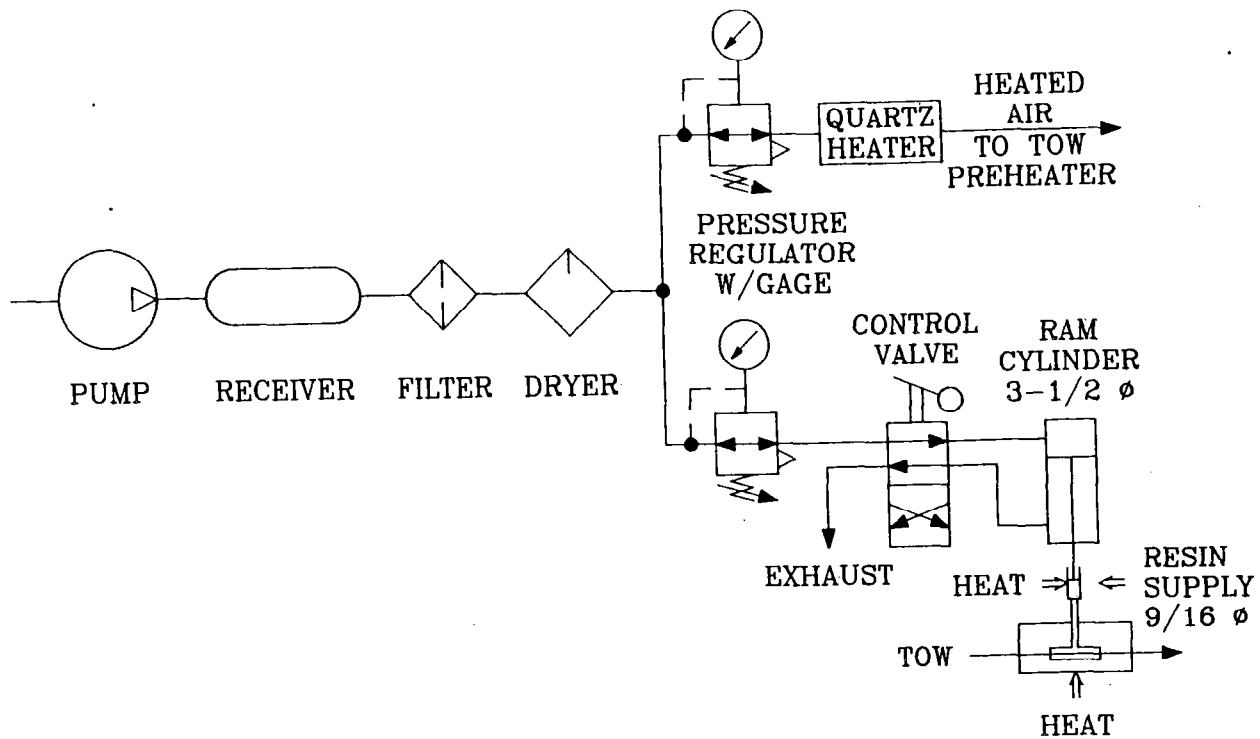 QUARTZ
HEATER
HEATED
AIR
TO TOW
PREHEATER
PRESSURE
REGULATOR
W/GAGE
PUMP
RECEIVER
FILTER
DRYER
CONTROL
VALVE
RAM
CYLINDER
3-1/2 ø
EXHAUST
HEAT
RESIN
SUPPLY
9/16 ø
TOW
HEAT